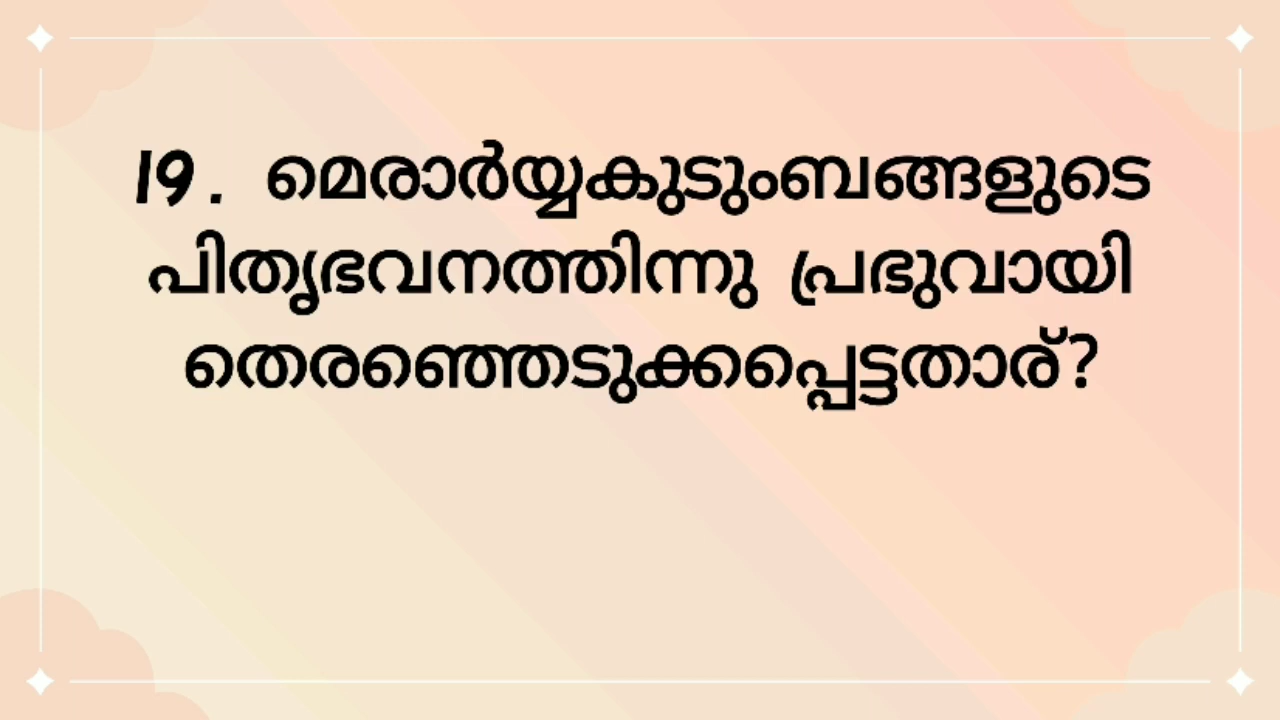 19. മെരാർയ്യകുടുംബങ്ങളുടെ
പിതൃഭവനത്തിന്നു പ്രഭുവായി
തെരഞ്ഞെടുക്കപ്പെട്ടതാര്?